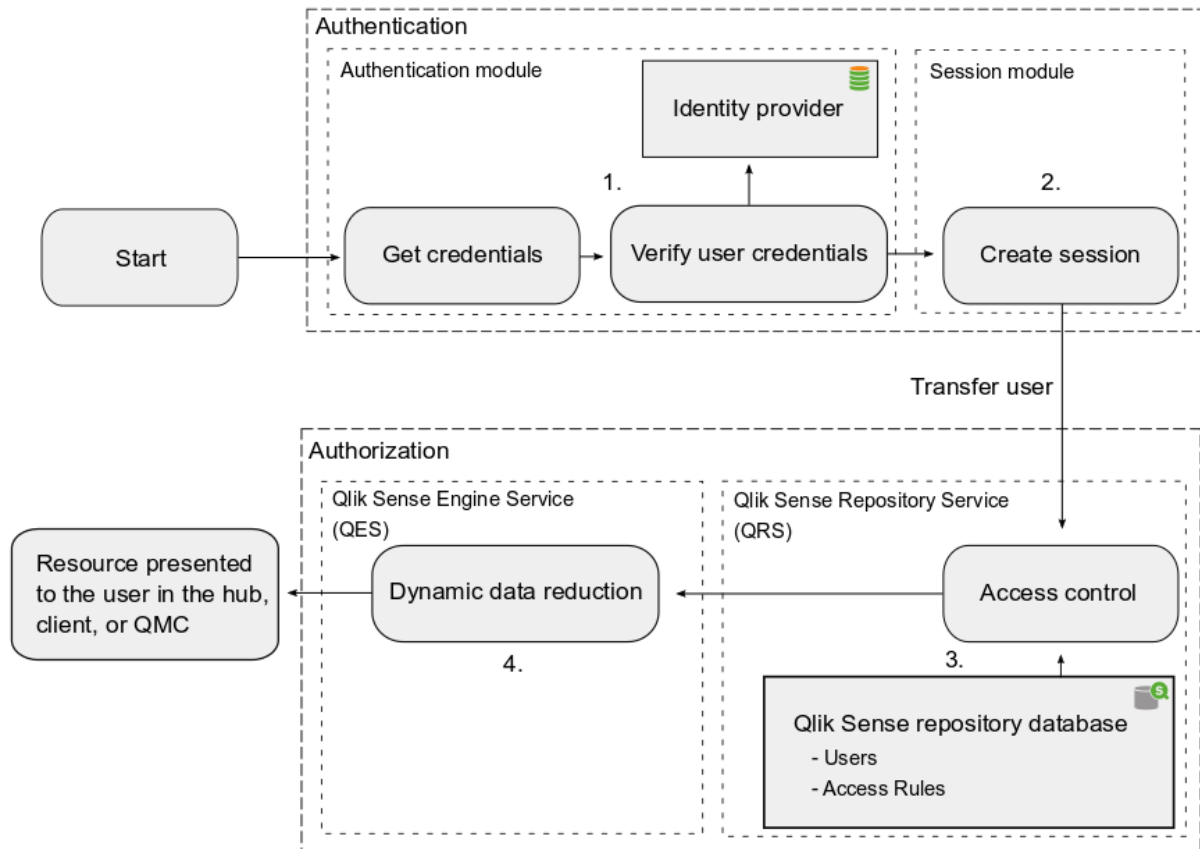 Authentication
Authentication module
Session module
Identity provider
1.
2.
Start
Get credentials
Verify user credentials
Create session
Transfer user
Authorization
Qlik Sense Engine Service
(QES)
Qlik Sense Repository Service
(QRS)
Resource presented
to the user in the hub,
client, or QMC
Dynamic data reduction
Access control
4.
3.
S
Qlik Sense repository database
- Users
- Access Rules